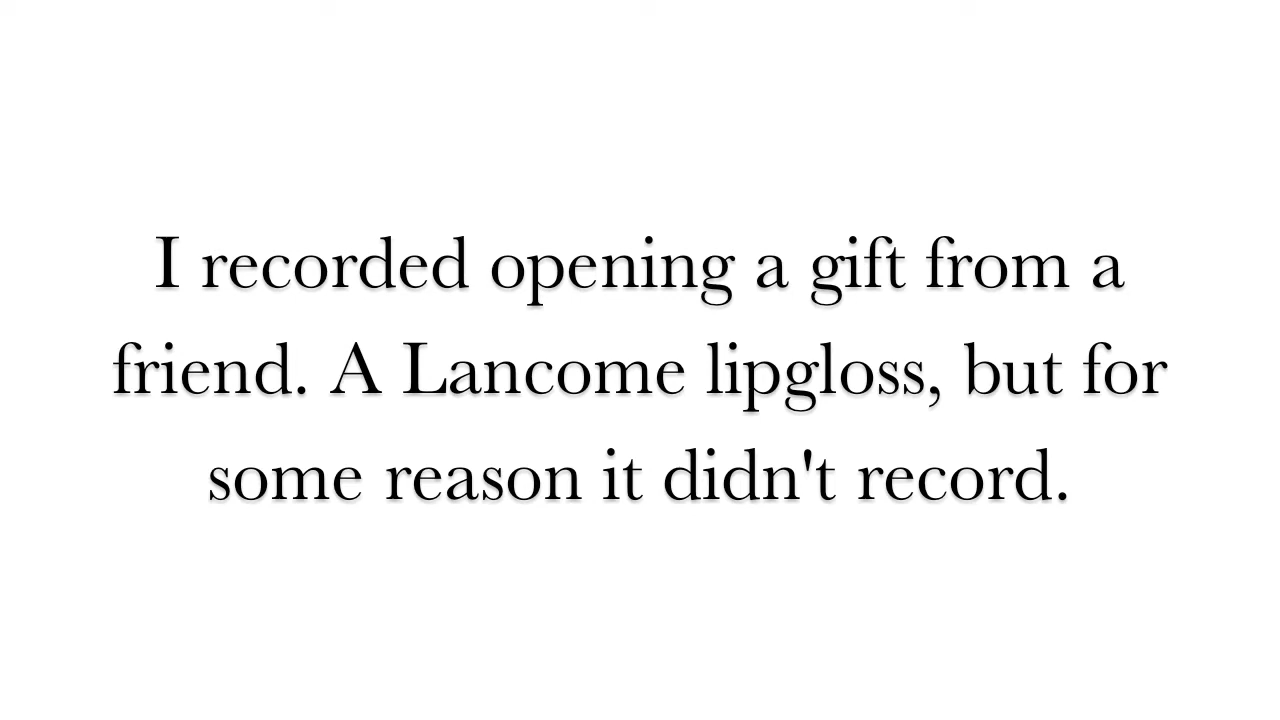 I recorded opening a gift from a
friend. A Lancome lipgloss, but for
some reason it didn't record.